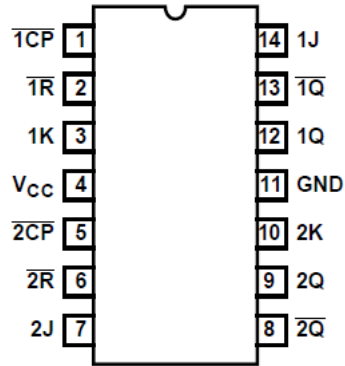 1CP 1 14 1J
1R 2 13 1Q
1K 3 12 1Q
VCC 4 11 GND
2CP 5 10 2K
2R 6 9 2Q
2J 7 8 2Q